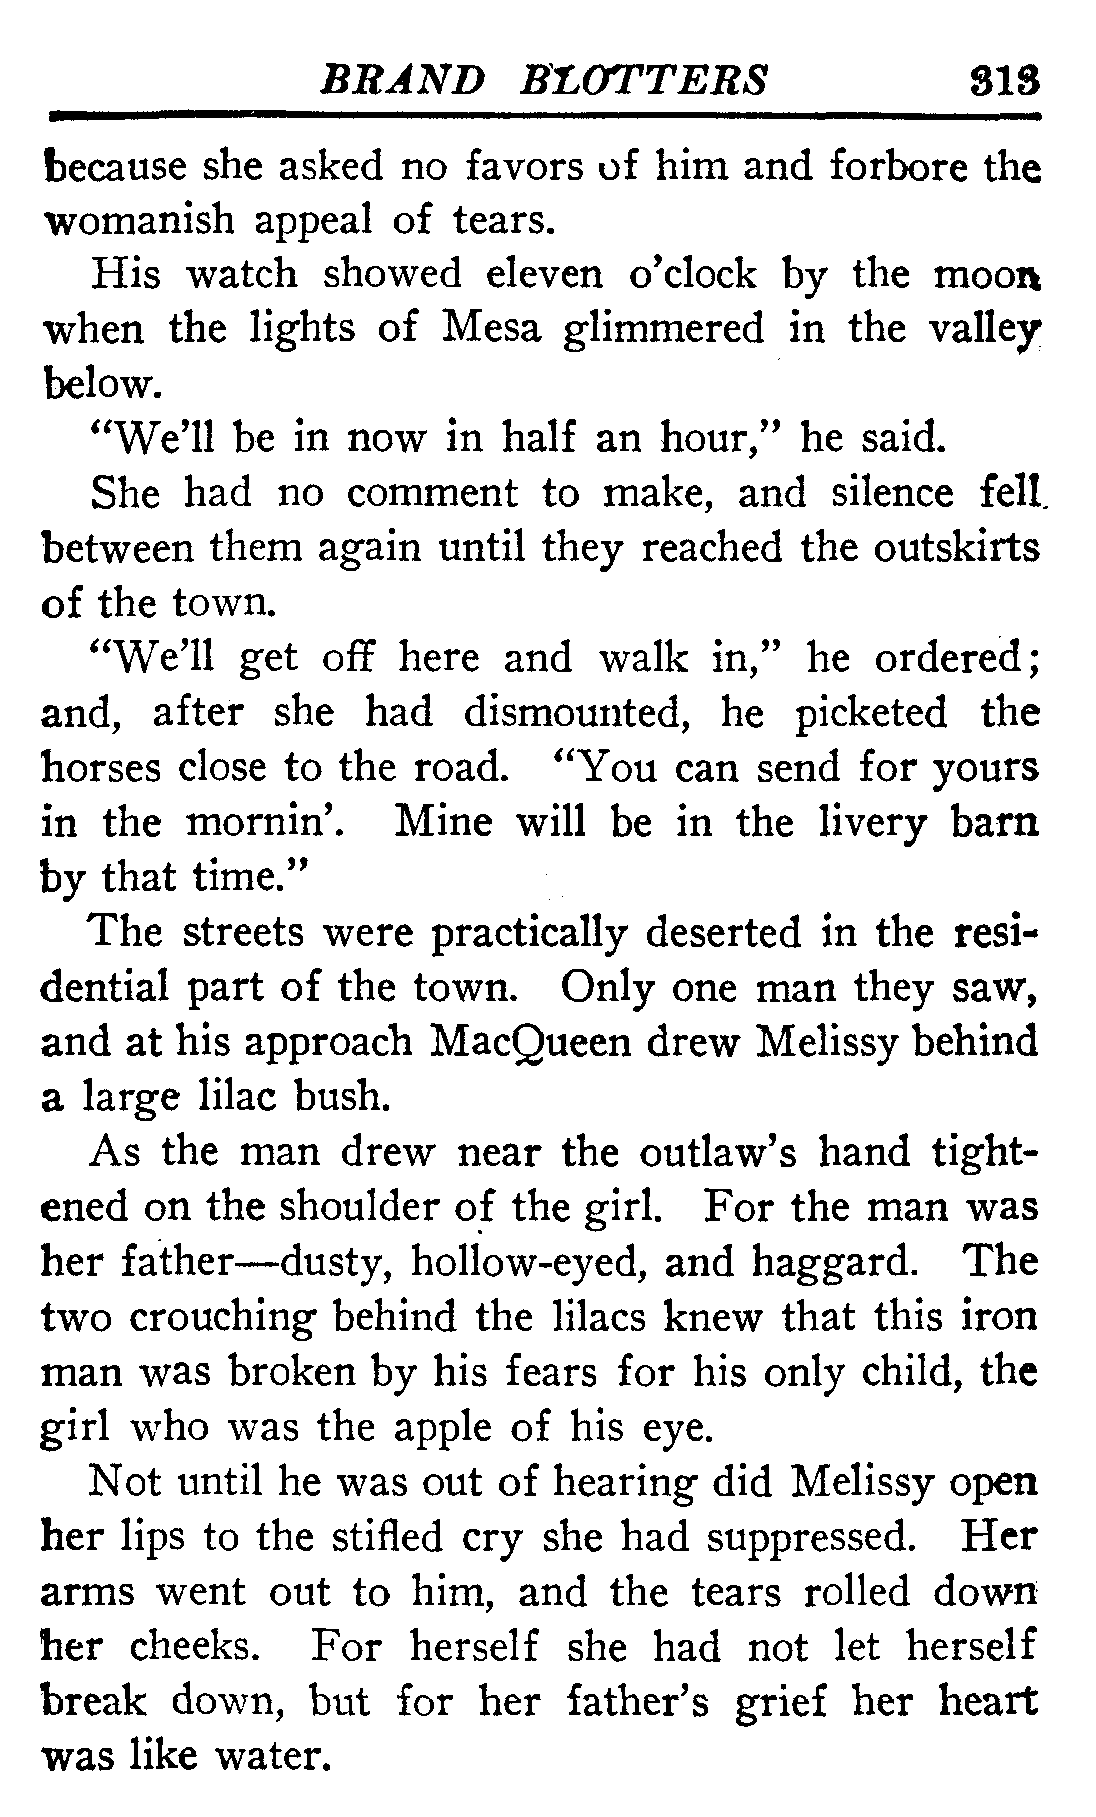 BRAND BLOTTERS 313
because she asked no favors of him and forbore the
womanish appeal of tears.
His watch showed eleven o'clock by the moon
when the lights of Mesa glimmered in the valley
below.
"We'll be in now in half an hour," he said.
She had no comment to make, and silence fell
between them again until they reached the outskirts
of the town.
"We'll get off here and walk in," he ordered;
and, after she had dismounted, he picketed the
horses close to the road. "You can send for yours
in the mornin'. Mine will be in the livery barn
by that time."
The streets were practically deserted in the resi-
dential part of the town. Only one man they saw,
and at his approach MacQueen drew Melissy behind
a large lilac bush.
As the man drew near the outlaw's hand tight-
ened on the shoulder of the girl. For the man was
her father—dusty, hollow-eyed, and haggard. The
two crouching behind the lilacs knew that this iron
man was broken by his fears for his only child, the
girl who was the apple of his eye.
Not until he was out of hearing did Melissy open
her lips to the stifled cry she had suppressed. Her
arms went out to him, and the tears rolled down
her cheeks. For herself she had not let herself
break down, but for her father's grief her heart
was like water.